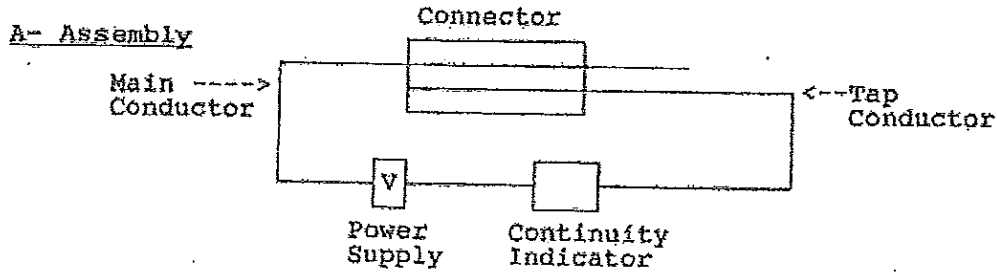 Connector
A- Assembly
Main ---->
Conductor
<--Tap
Conductor
V
Power
Supply
Continuity
Indicator